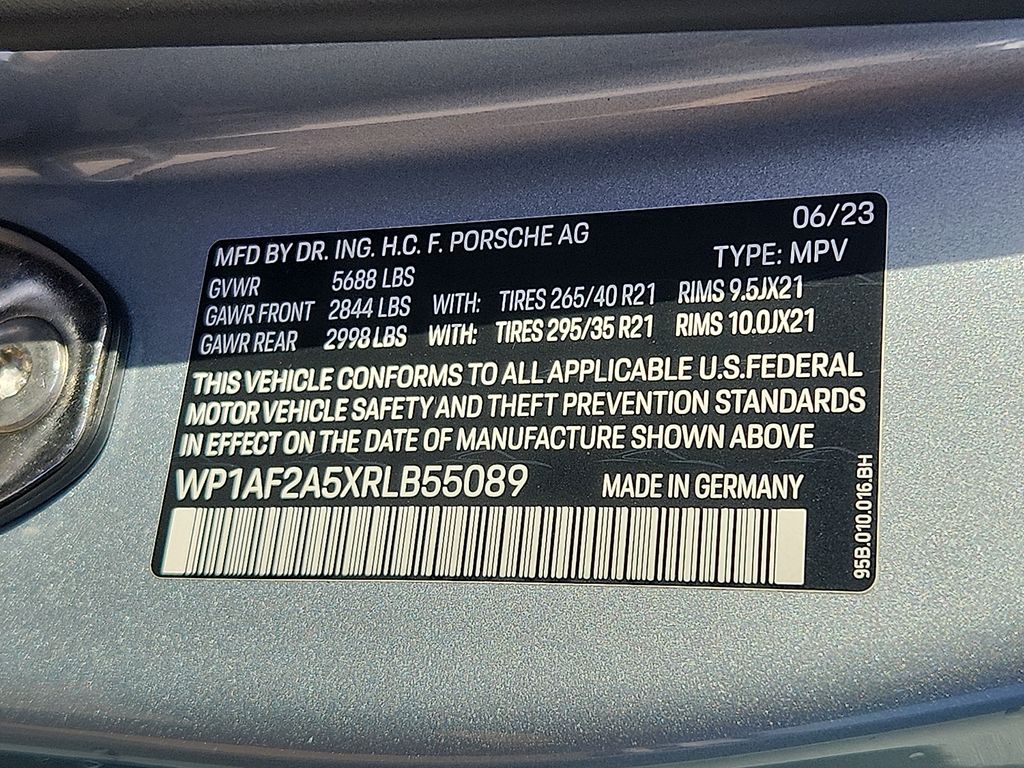 06/23
MFD BY DR. ING. H.C. F. PORSCHE AG
TYPE: MPV
GVWR 5688 LBS
GAWR FRONT 2844 LBS WITH: TIRES 265/40 R21 RIMS 9.5JX21
GAWR REAR 2998 LBS WITH: TIRES 295/35 R21 RIMS 10.0JX21
THIS VEHICLE CONFORMS TO ALL APPLICABLE U.S.FEDERAL
MOTOR VEHICLE SAFETY AND THEFT PREVENTION STANDARDS
IN EFFECT ON THE DATE OF MANUFACTURE SHOWN ABOVE
WP1AF2A5XRLB55089 MADE IN GERMANY
95B.010.016.BH